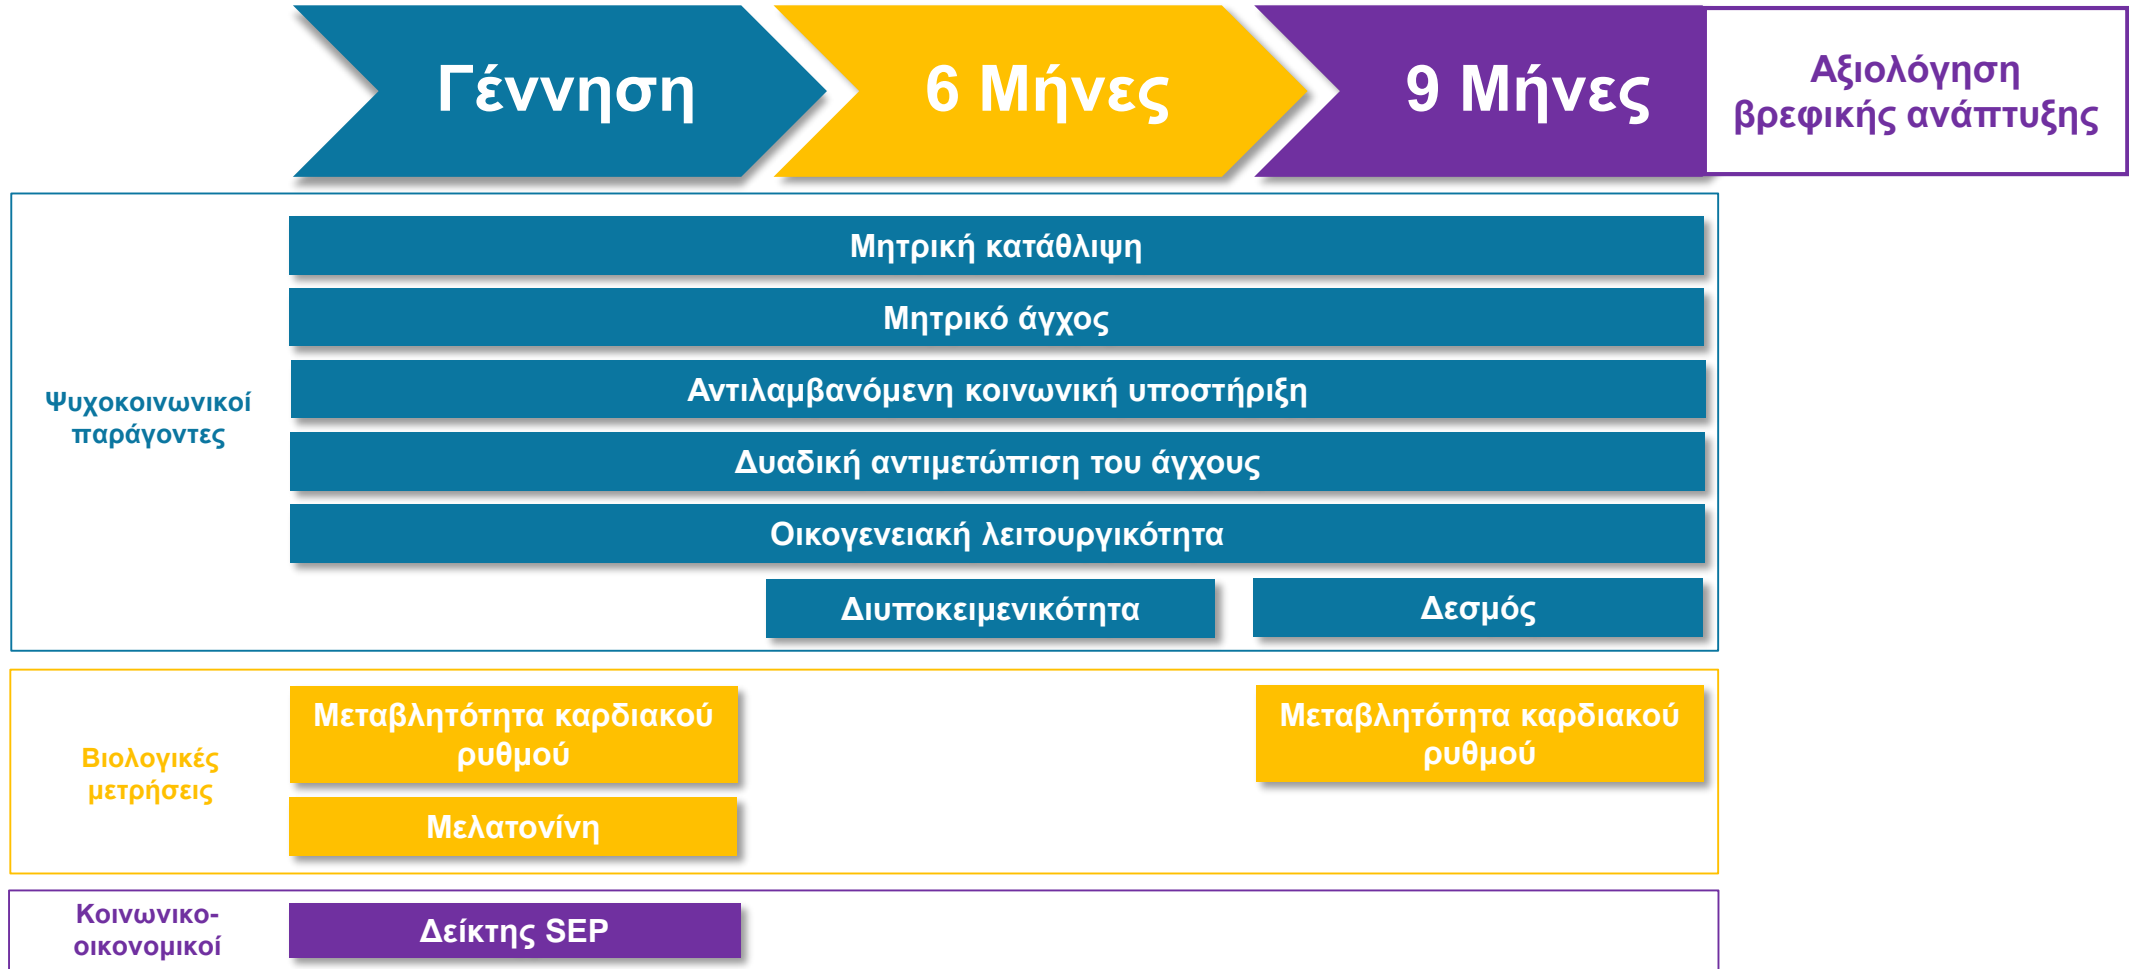 Γέννηση
6 Μήνες
9 Μήνες
Αξιολόγηση
βρεφικής ανάπτυξης
Ψυχοκοινωνικοί
παράγοντες
Μητρική κατάθλιψη
Μητρικό άγχος
Αντιλαμβανόμενη κοινωνική υποστήριξη
Δυαδική αντιμετώπιση του άγχους
Οικογενειακή λειτουργικότητα
Διυποκειμενικότητα
Δεσμός
Βιολογικές
μετρήσεις
Μεταβλητότητα καρδιακού
ρυθμού
Μεταβλητότητα καρδιακού
ρυθμού
Μελατονίνη
Κοινωνικο-
οικονομικοί
Δείκτης SEP